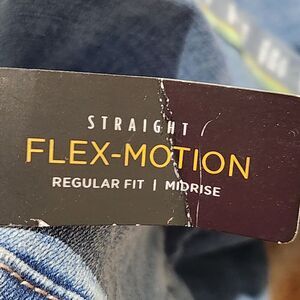 STRAIGHT
FLEX-MOTION
REGULAR FIT | MIDRISE